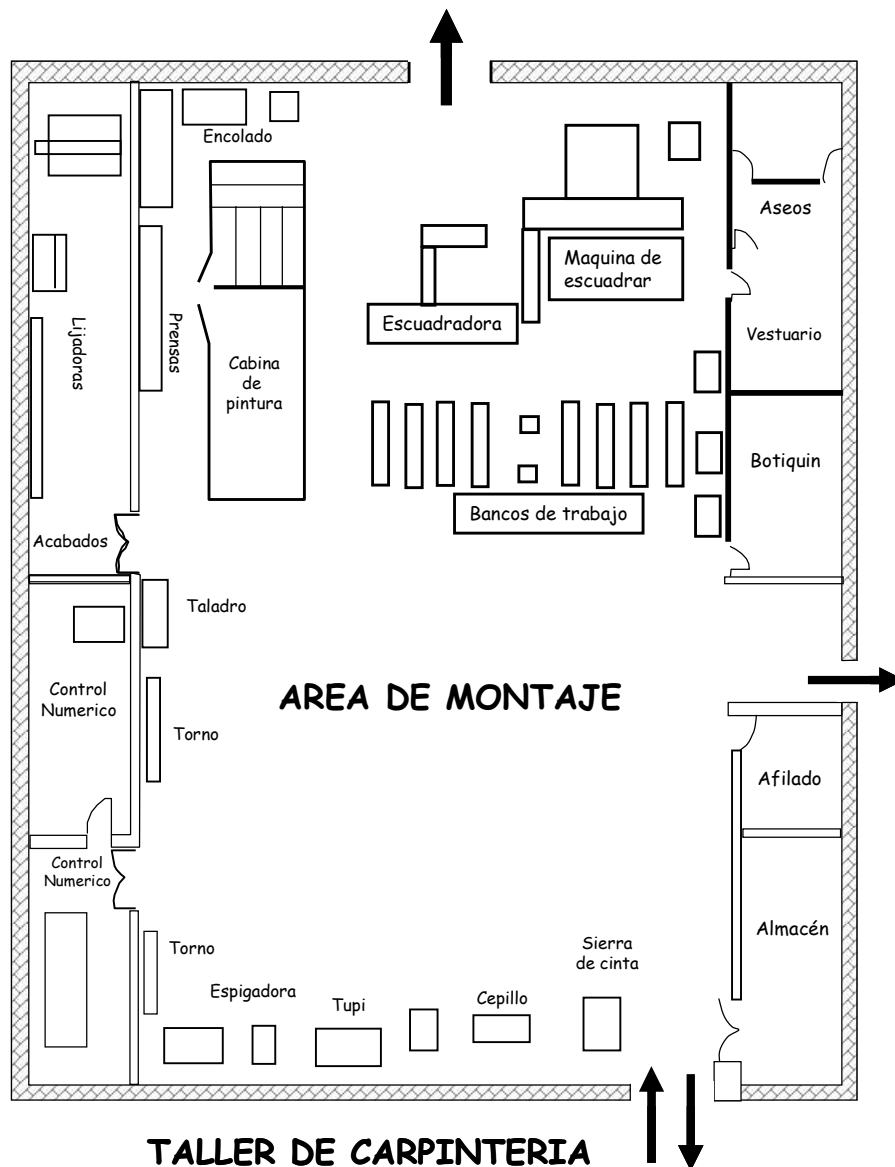 Encolado
Aseos
Maquina de
escuadrar
Escuadradora
Vestuario
Lijadoras
Prensas
Cabina
de
pintura
Botiquin
Bancos de trabajo
Acabados
Taladro
Control
Numerico
AREA DE MONTAJE
Torno
Afilado
Control
Numerico
Almacén
Torno
Sierra
de cinta
Espigadora
Tupi
Cepillo
TALLER DE CARPINTERIA